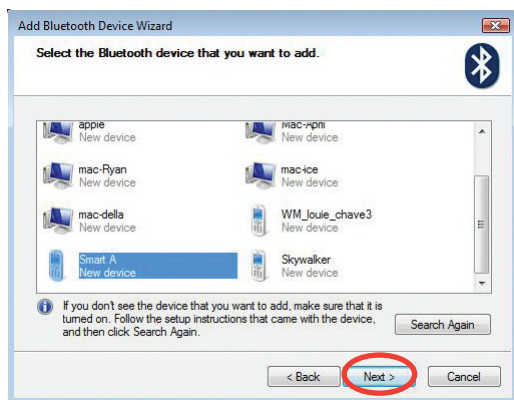 Add Bluetooth Device Wizard
Select the Bluetooth device that you want to add.
apple
New device
Mac-April
New device
mac-Ryan
New device
mac-ice
New device
mac-della
New device
WM_louie_chave3
New device
Smart A
New device
Skywalker
New device
If you don't see the device that you want to add, make sure that it is
turned on. Follow the setup instructions that came with the device,
and then click Search Again.
Search Again
< Back
Next >
Cancel